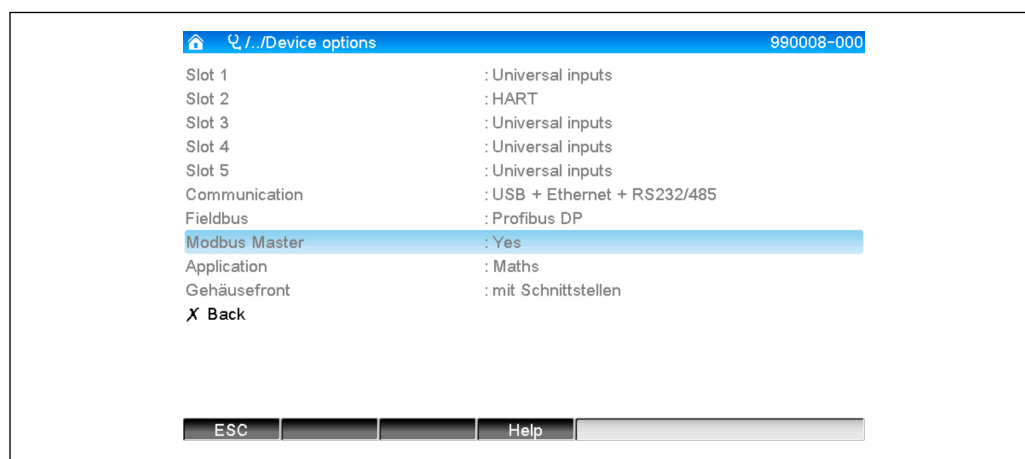 /../Device options 990008-000
Slot 1 : Universal inputs
Slot 2 : HART
Slot 3 : Universal inputs
Slot 4 : Universal inputs
Slot 5 : Universal inputs
Communication : USB + Ethernet + RS232/485
Fieldbus : Profibus DP
Modbus Master : Yes
Application : Maths
Gehäusefront : mit Schnittstellen
X Back
ESC Help